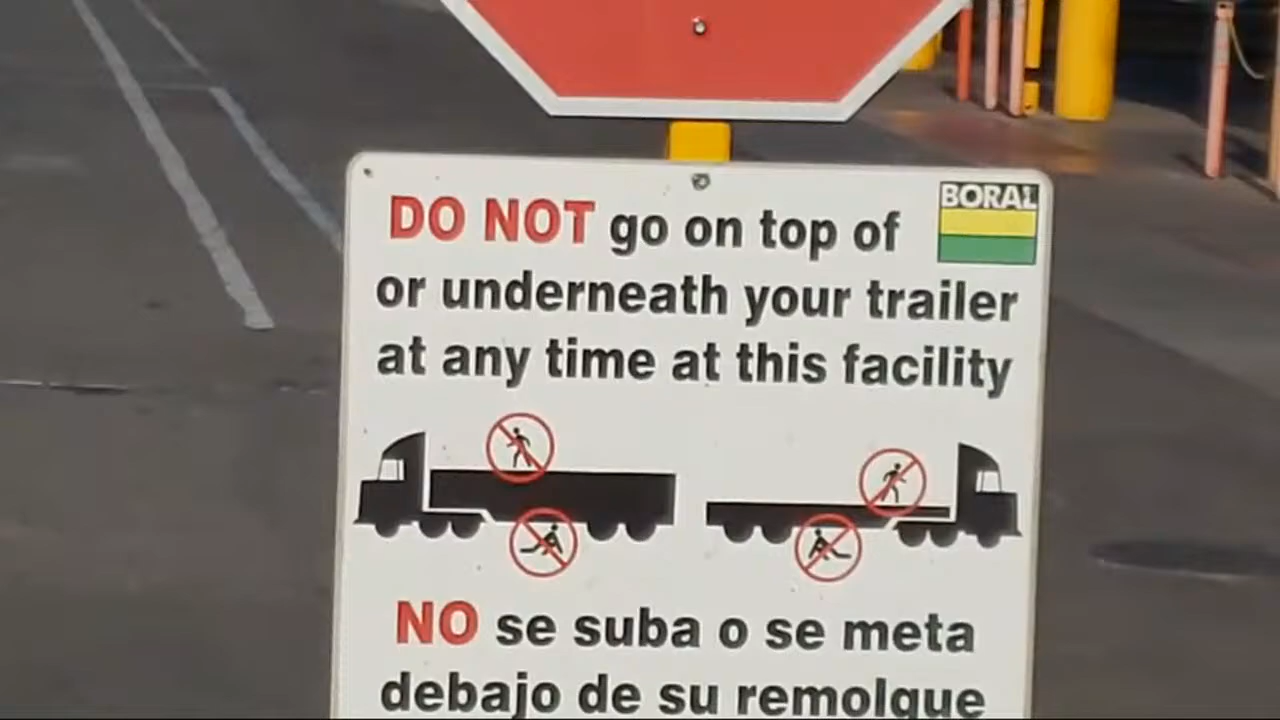 BORAL
DO NOT go on top of
or underneath your trailer
at any time at this facility
NO se suba o se meta
debajo de su remolque